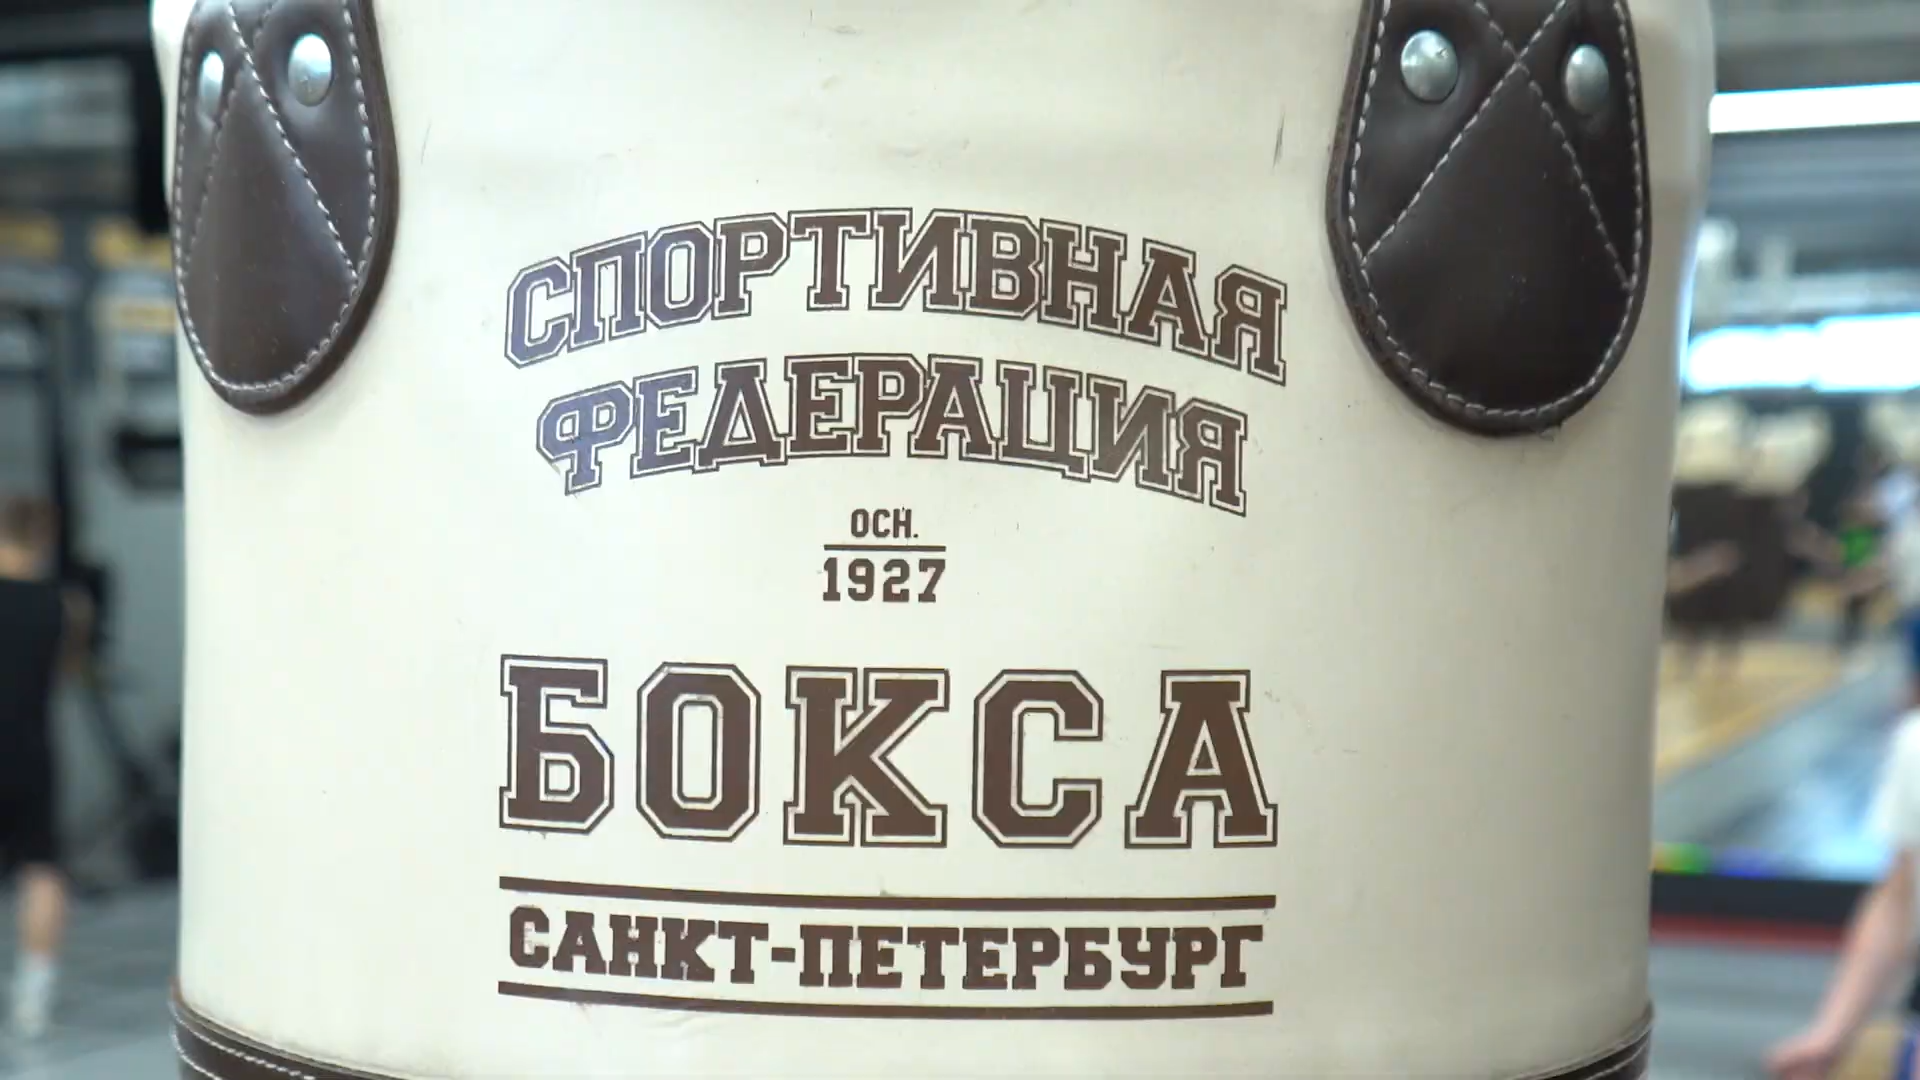 СПОРТИВНАЯ
ФЕДЕРАЦИЯ
ОСН.
1927
БОКСА
САНКТ-ПЕТЕРБУРГ